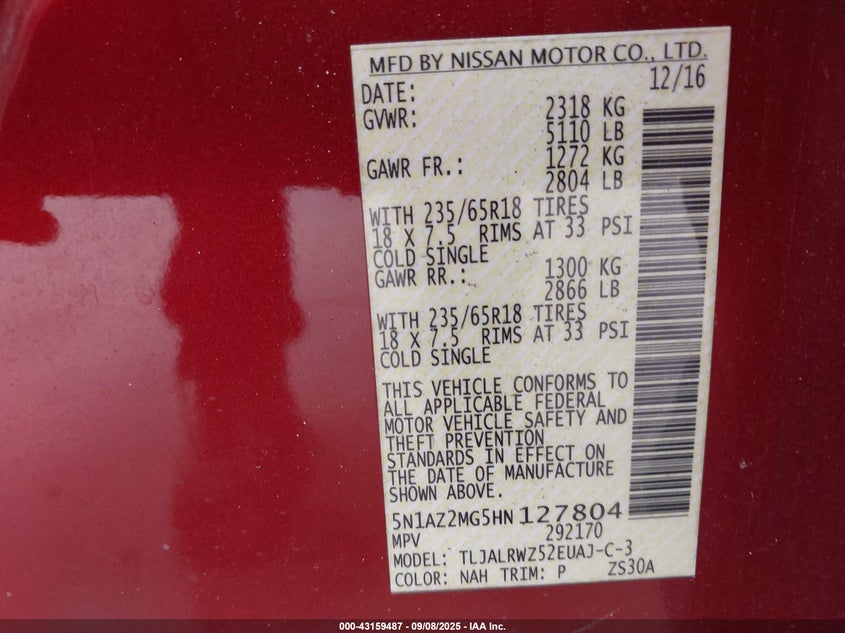 MFD BY NISSAN MOTOR CO., LTD.
DATE: 12/16
GVWR: 2318 KG
5110 LB
GAWR FR.: 1272 KG
2804 LB
WITH 235/65R18 TIRES
18 X 7.5 RIMS AT 33 PSI
COLD SINGLE
GAWR RR.: 1300 KG
2866 LB
WITH 235/65R18 TIRES
18 X 7.5 RIMS AT 33 PSI
COLD SINGLE
THIS VEHICLE CONFORMS TO
ALL APPLICABLE FEDERAL
MOTOR VEHICLE SAFETY AND
THEFT PREVENTION
STANDARDS IN EFFECT ON
THE DATE OF MANUFACTURE
SHOWN ABOVE.
5N1AZ2MG5HN 127804
MPV 292170
MODEL: TLJALRWZ52EUAJ-C-3
COLOR: NAH TRIM: P ZS30A
000-43159487 - 09/08/2025 - IAA Inc.